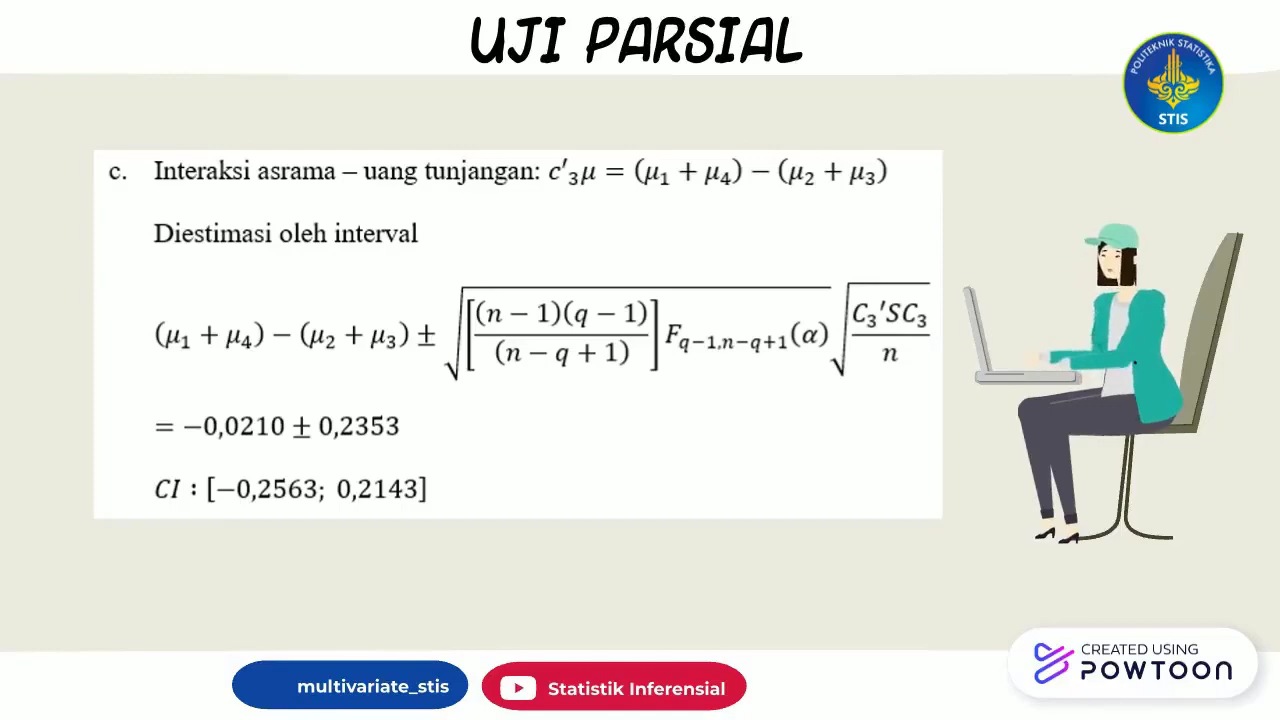 UJI PARSIAL
POLITEKNIK STATISTIKA
STIS
c. Interaksi asrama – uang tunjangan: c′₃μ = (μ₁ + μ₄) − (μ₂ + μ₃)
Diestimasi oleh interval
(μ₁ + μ₄) − (μ₂ + μ₃) ± √[(n − 1)(q − 1)/(n − q + 1)] F_{q−1,n−q+1}(α) √(C₃′SC₃/n)
= −0,0210 ± 0,2353
CI : [−0,2563; 0,2143]
multivariate_stis
Statistik Inferensial
CREATED USING
POWTOON